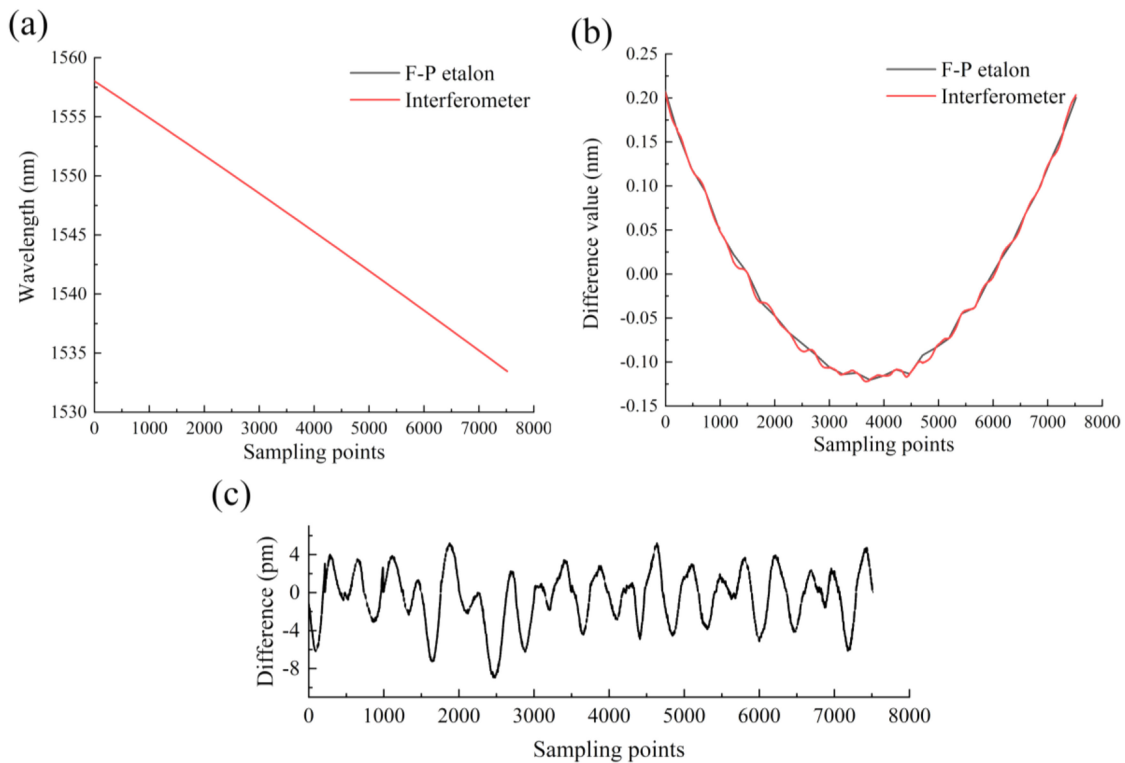 (a)
1560
1555
1550
1545
1540
1535
1530
Wavelength (nm)
F-P etalon
Interferometer
0 1000 2000 3000 4000 5000 6000 7000 8000
Sampling points
(b)
0.25
0.20
0.15
0.10
0.05
0.00
-0.05
-0.10
-0.15
Difference value (nm)
F-P etalon
Interferometer
0 1000 2000 3000 4000 5000 6000 7000 8000
Sampling points
(c)
4
0
-4
-8
Difference (pm)
0 1000 2000 3000 4000 5000 6000 7000 8000
Sampling points